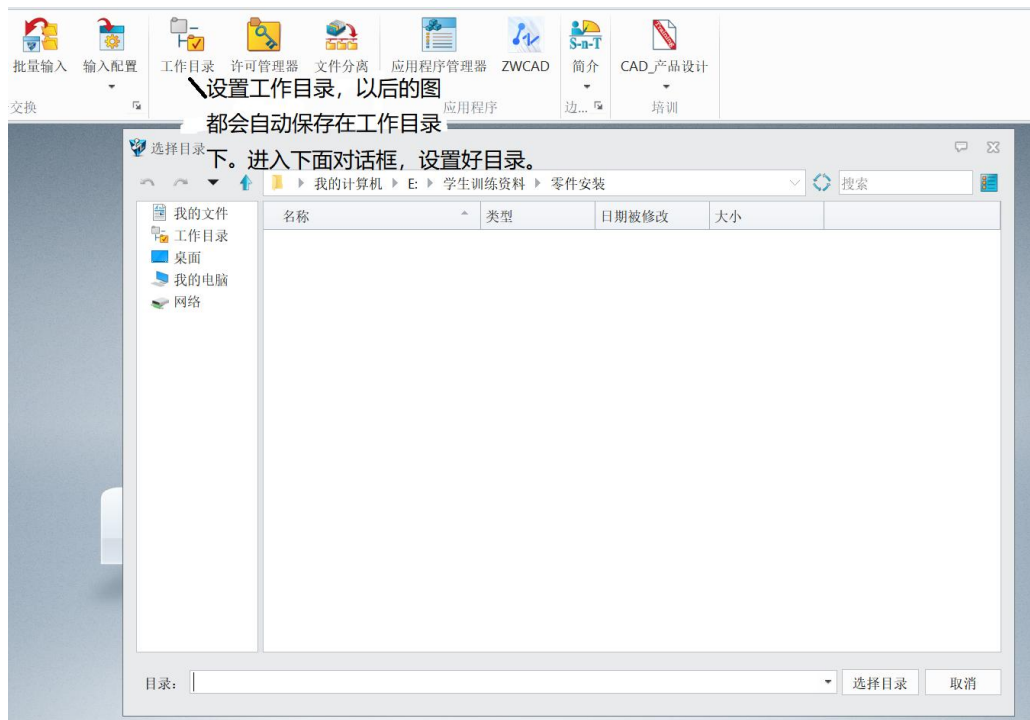 S-n-T
批量输入 输入配置 工作目录 许可管理器 文件分离 应用程序管理器 ZWCAD 简介 CAD_产品设计
设置工作目录，以后的图
交换 应用程序 边... 培训
都会自动保存在工作目录
选择目录
下。进入下面对话框，设置好目录。
我的计算机 E: 学生训练资料 零件安装 搜索
我的文件 名称 类型 日期被修改 大小
工作目录
桌面
我的电脑
网络
目录: 选择目录 取消